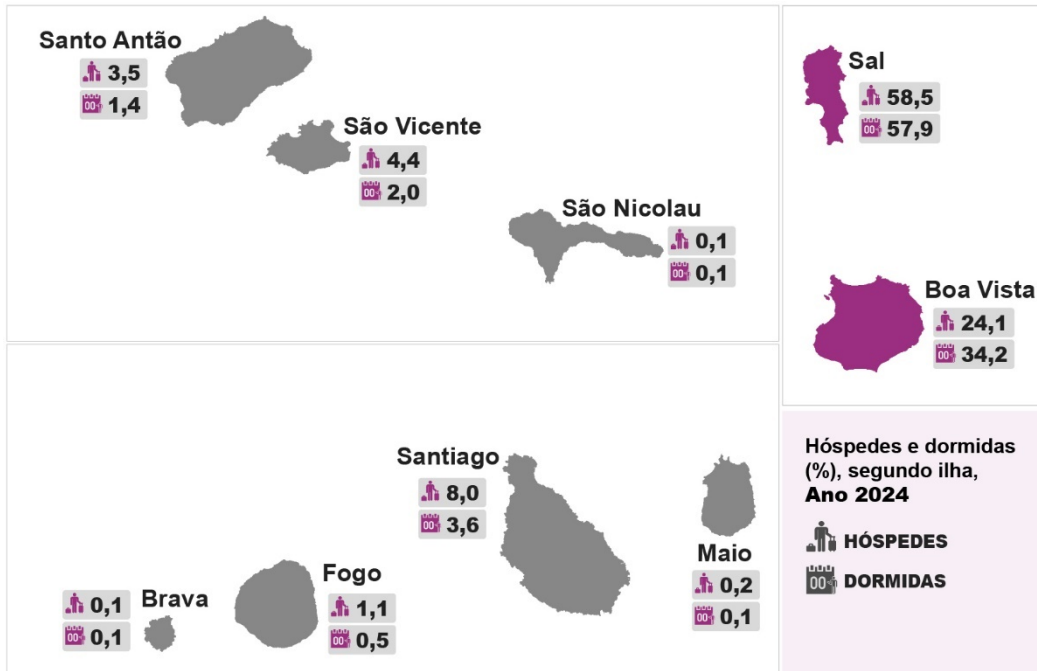 Santo Antão
3,5
1,4
São Vicente
4,4
2,0
São Nicolau
0,1
0,1
Sal
58,5
57,9
Boa Vista
24,1
34,2
Santiago
8,0
3,6
Maio
0,2
0,1
Fogo
1,1
0,5
Brava
0,1
0,1
Hóspedes e dormidas
(%), segundo ilha,
Ano 2024
HÓSPEDES
DORMIDAS